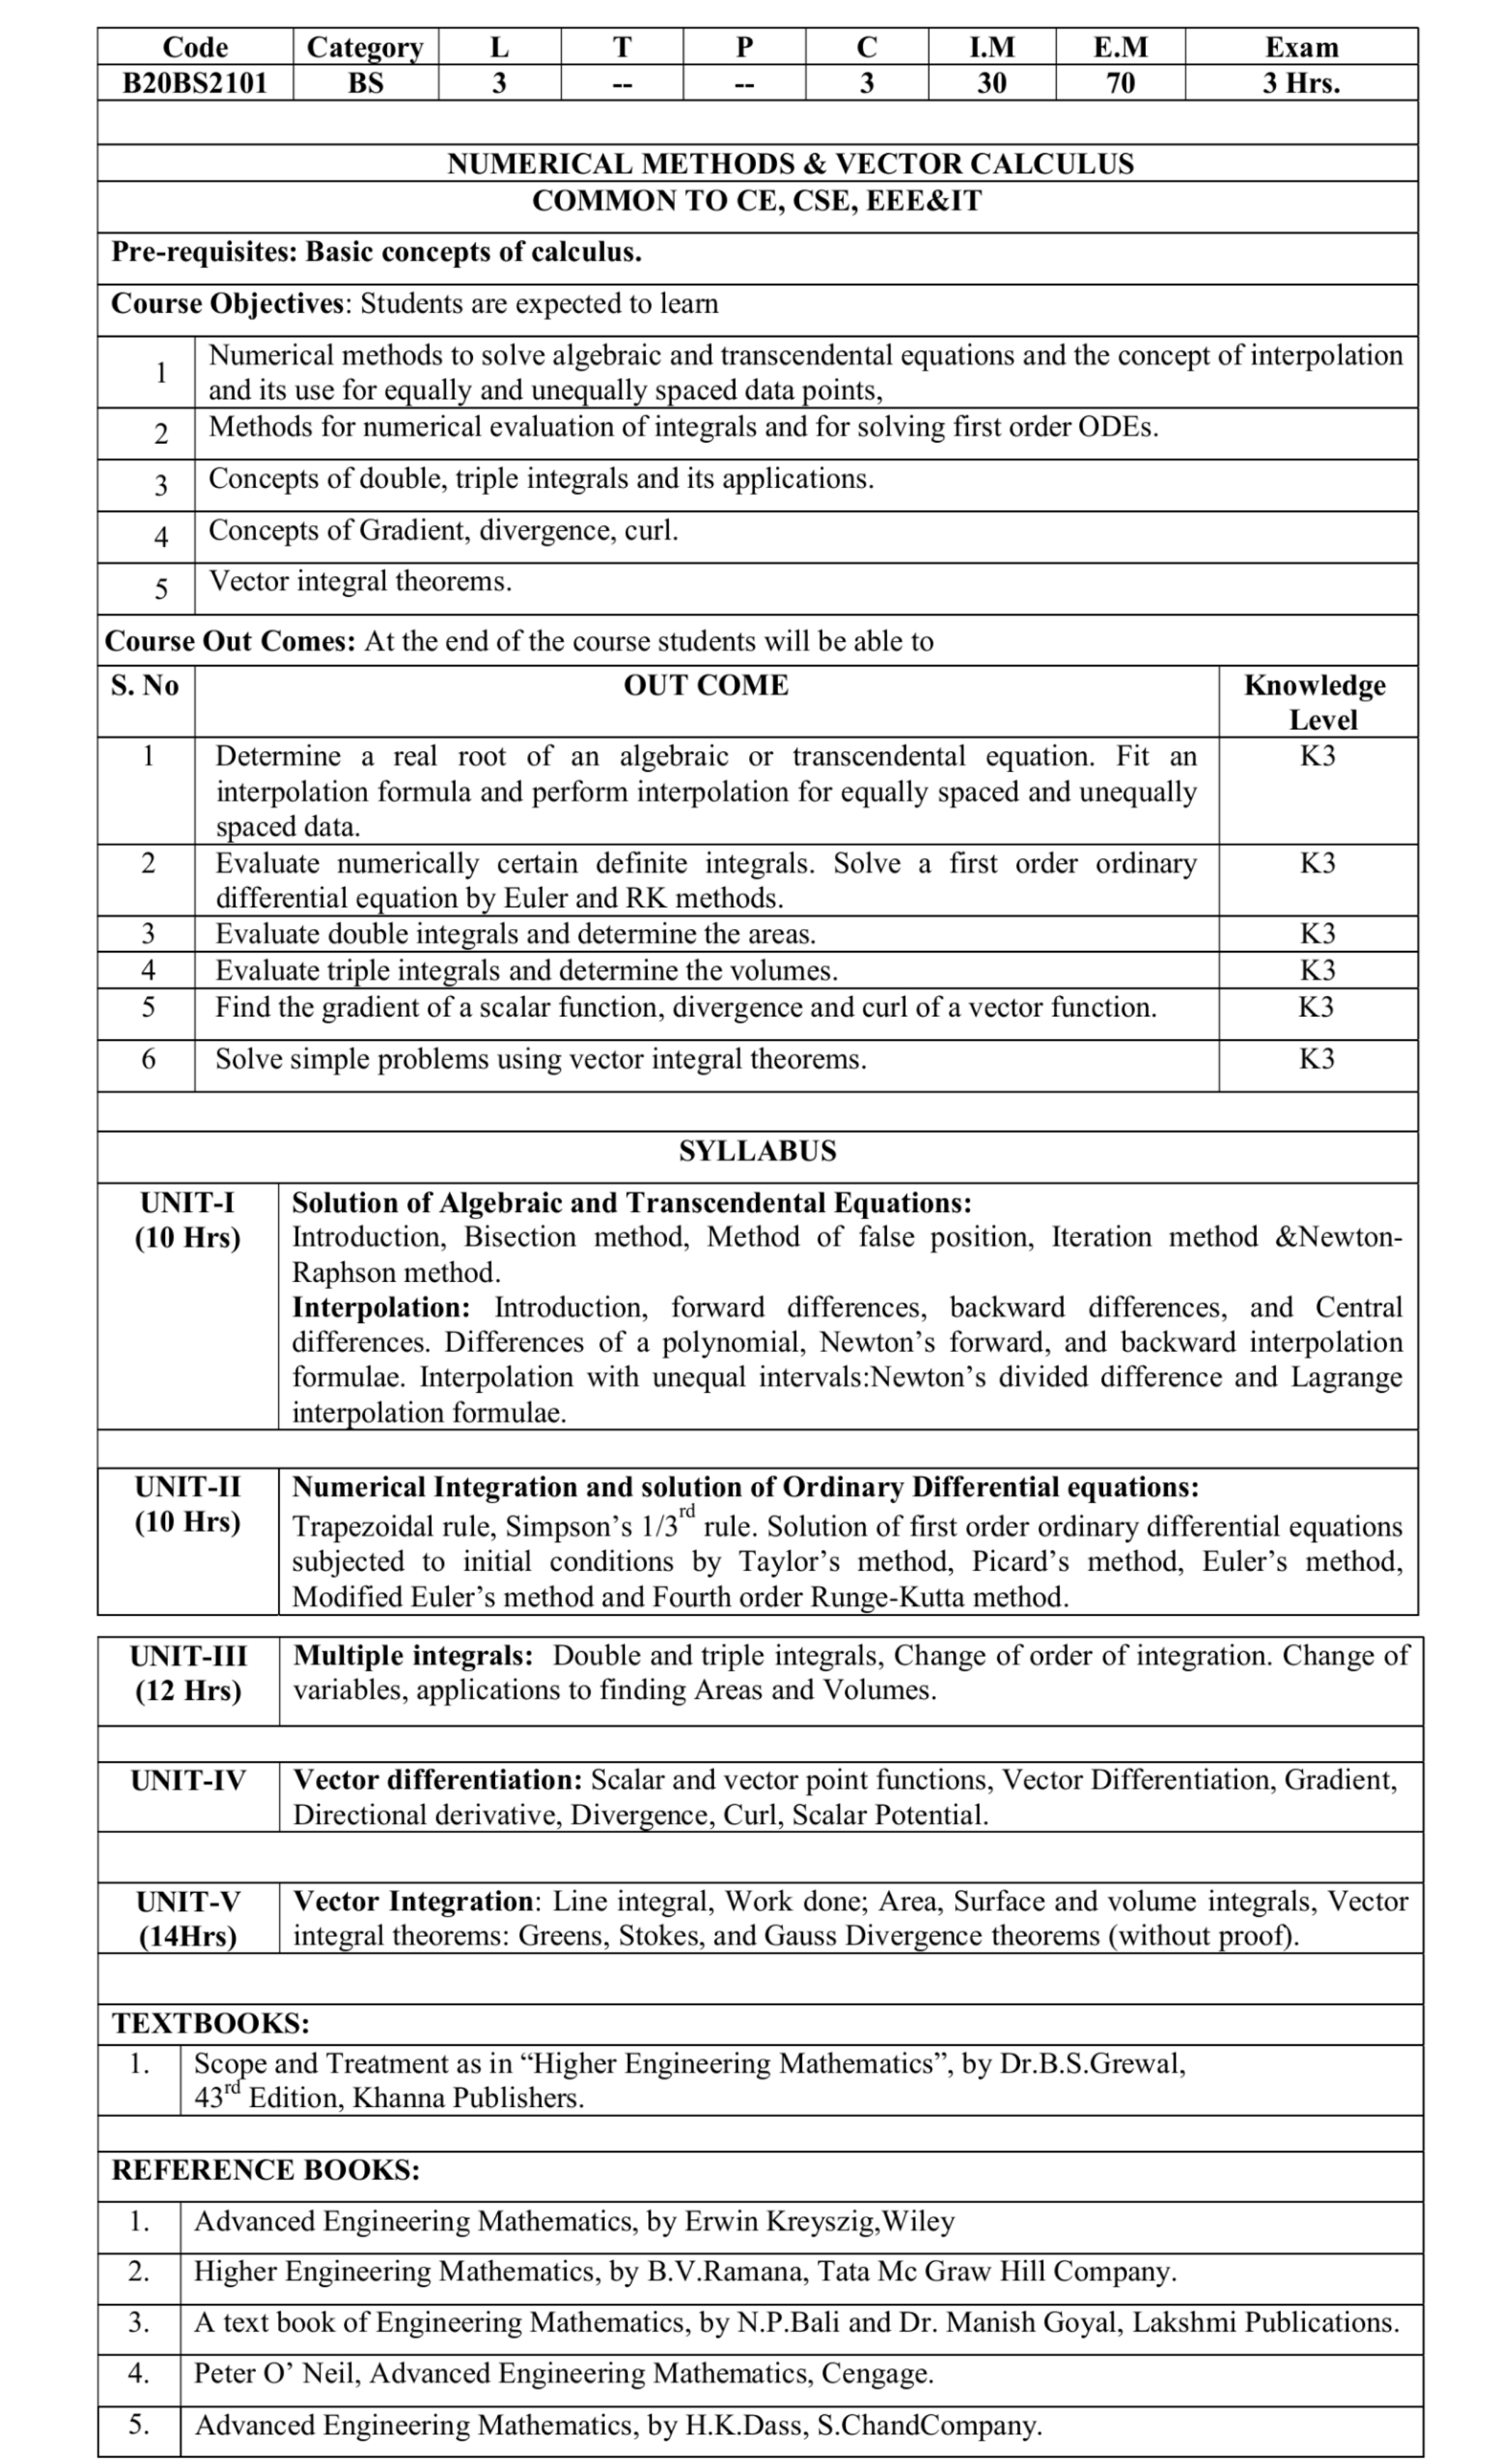 Code Category L T P C I.M E.M Exam
B20BS2101 BS 3 -- -- 3 30 70 3 Hrs.
NUMERICAL METHODS & VECTOR CALCULUS
COMMON TO CE, CSE, EEE&IT
Pre-requisites: Basic concepts of calculus.
Course Objectives: Students are expected to learn
1 Numerical methods to solve algebraic and transcendental equations and the concept of interpolation
and its use for equally and unequally spaced data points,
2 Methods for numerical evaluation of integrals and for solving first order ODEs.
3 Concepts of double, triple integrals and its applications.
4 Concepts of Gradient, divergence, curl.
5 Vector integral theorems.
Course Out Comes: At the end of the course students will be able to
S. No OUT COME Knowledge
Level
1 Determine a real root of an algebraic or transcendental equation. Fit an K3
interpolation formula and perform interpolation for equally spaced and unequally
spaced data.
2 Evaluate numerically certain definite integrals. Solve a first order ordinary K3
differential equation by Euler and RK methods.
3 Evaluate double integrals and determine the areas. K3
4 Evaluate triple integrals and determine the volumes. K3
5 Find the gradient of a scalar function, divergence and curl of a vector function. K3
6 Solve simple problems using vector integral theorems. K3
SYLLABUS
UNIT-I Solution of Algebraic and Transcendental Equations:
(10 Hrs) Introduction, Bisection method, Method of false position, Iteration method &Newton-
Raphson method.
Interpolation: Introduction, forward differences, backward differences, and Central
differences. Differences of a polynomial, Newton’s forward, and backward interpolation
formulae. Interpolation with unequal intervals:Newton’s divided difference and Lagrange
interpolation formulae.
UNIT-II Numerical Integration and solution of Ordinary Differential equations:
(10 Hrs) Trapezoidal rule, Simpson’s 1/3rd rule. Solution of first order ordinary differential equations
subjected to initial conditions by Taylor’s method, Picard’s method, Euler’s method,
Modified Euler’s method and Fourth order Runge-Kutta method.
UNIT-III Multiple integrals: Double and triple integrals, Change of order of integration. Change of
(12 Hrs) variables, applications to finding Areas and Volumes.
UNIT-IV Vector differentiation: Scalar and vector point functions, Vector Differentiation, Gradient,
Directional derivative, Divergence, Curl, Scalar Potential.
UNIT-V Vector Integration: Line integral, Work done; Area, Surface and volume integrals, Vector
(14Hrs) integral theorems: Greens, Stokes, and Gauss Divergence theorems (without proof).
TEXTBOOKS:
1. Scope and Treatment as in “Higher Engineering Mathematics”, by Dr.B.S.Grewal,
43rd Edition, Khanna Publishers.
REFERENCE BOOKS:
1. Advanced Engineering Mathematics, by Erwin Kreyszig,Wiley
2. Higher Engineering Mathematics, by B.V.Ramana, Tata Mc Graw Hill Company.
3. A text book of Engineering Mathematics, by N.P.Bali and Dr. Manish Goyal, Lakshmi Publications.
4. Peter O’ Neil, Advanced Engineering Mathematics, Cengage.
5. Advanced Engineering Mathematics, by H.K.Dass, S.ChandCompany.